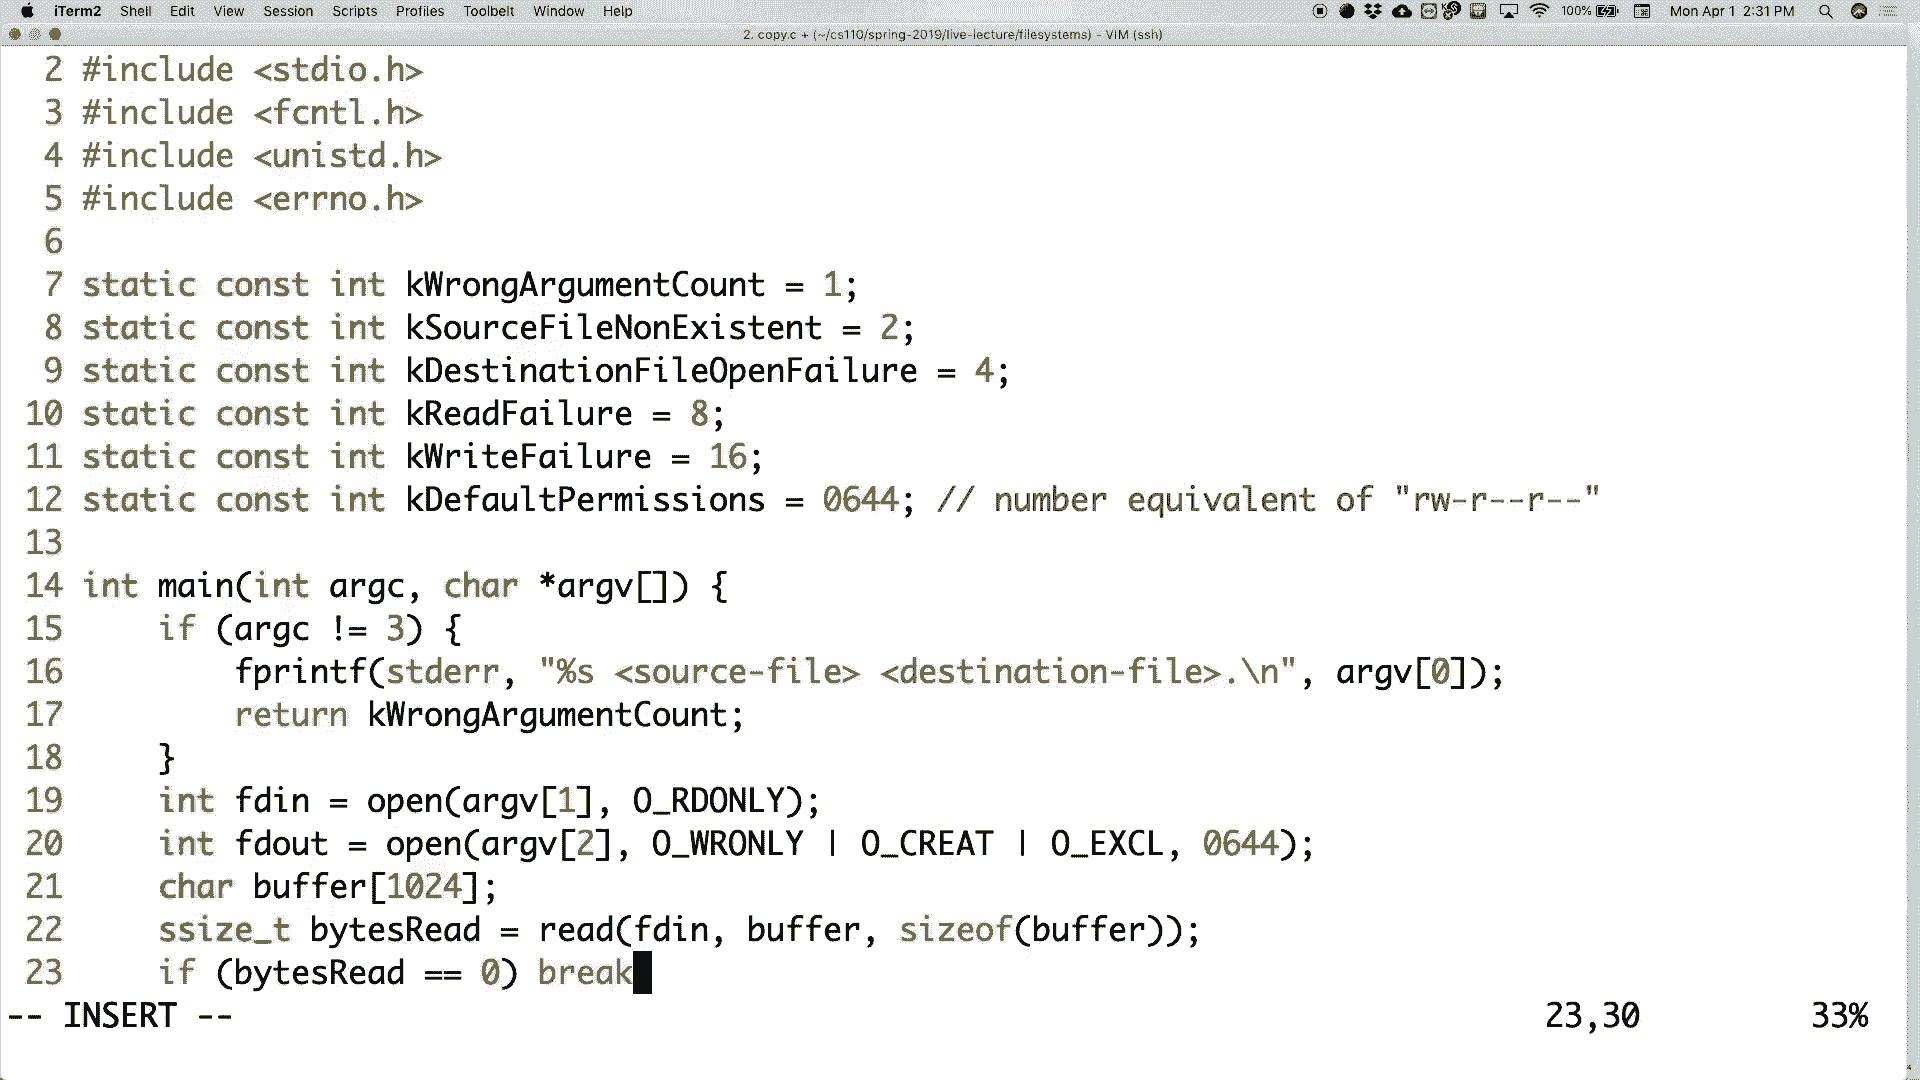 iTerm2 Shell Edit View Session Scripts Profiles Toolbelt Window Help 100% Mon Apr 1 2:31 PM
2. copy.c + (~/cs110/spring-2019/live-lecture/filesystems) - VIM (ssh)
2 #include <stdio.h>
3 #include <fcntl.h>
4 #include <unistd.h>
5 #include <errno.h>
6
7 static const int kWrongArgumentCount = 1;
8 static const int kSourceFileNonExistent = 2;
9 static const int kDestinationFileOpenFailure = 4;
10 static const int kReadFailure = 8;
11 static const int kWriteFailure = 16;
12 static const int kDefaultPermissions = 0644; // number equivalent of "rw-r--r--"
13
14 int main(int argc, char *argv[]) {
15     if (argc != 3) {
16         fprintf(stderr, "%s <source-file> <destination-file>.\n", argv[0]);
17         return kWrongArgumentCount;
18     }
19     int fdin = open(argv[1], O_RDONLY);
20     int fdout = open(argv[2], O_WRONLY | O_CREAT | O_EXCL, 0644);
21     char buffer[1024];
22     ssize_t bytesRead = read(fdin, buffer, sizeof(buffer));
23     if (bytesRead == 0) break
-- INSERT -- 23,30 33%